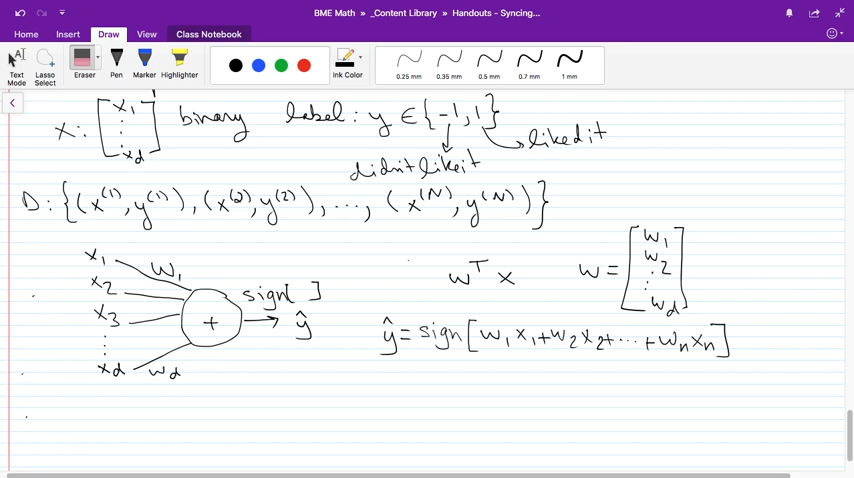 BME Math » _Content Library » Handouts - Syncing...
Home Insert Draw View Class Notebook
Text Mode Lasso Select Eraser Pen Marker Highlighter Ink Color 0.25 mm 0.35 mm 0.5 mm 0.7 mm 1 mm
x: [x1 ⋮ xd] binary label: y ∈ {-1, 1}
liked it
didn't like it
D: {(x^(1), y^(1)), (x^(2), y^(2)), ..., (x^(N), y^(N))}
x1 w1
x2
x3
⋮
xd wd
+ sign[ ] ŷ
w^T x w = [w1 w2 ⋮ wd]
ŷ = sign[w1x1+w2x2+...+wnxn]